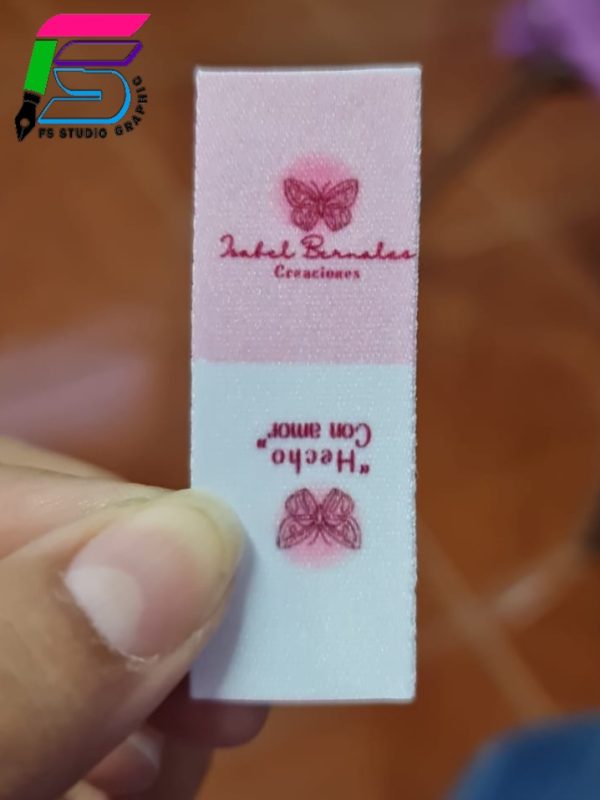 FS STUDIO GRAPHIC
Isabel Bernales
Creaciones
"Hecho"
Con amor"